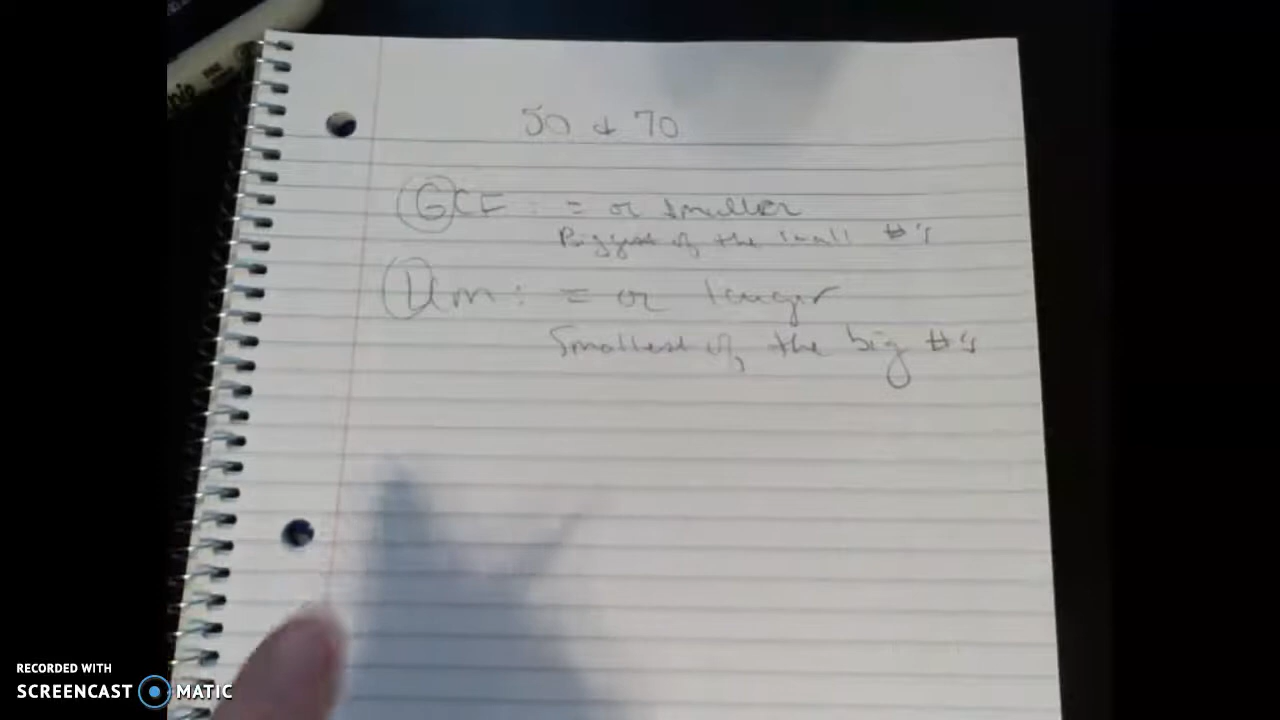 50 & 70
GCF : = or smaller
Biggest of the small #'s
LCm : = or larger
Smallest of the big #'s
RECORDED WITH
SCREENCAST MATIC